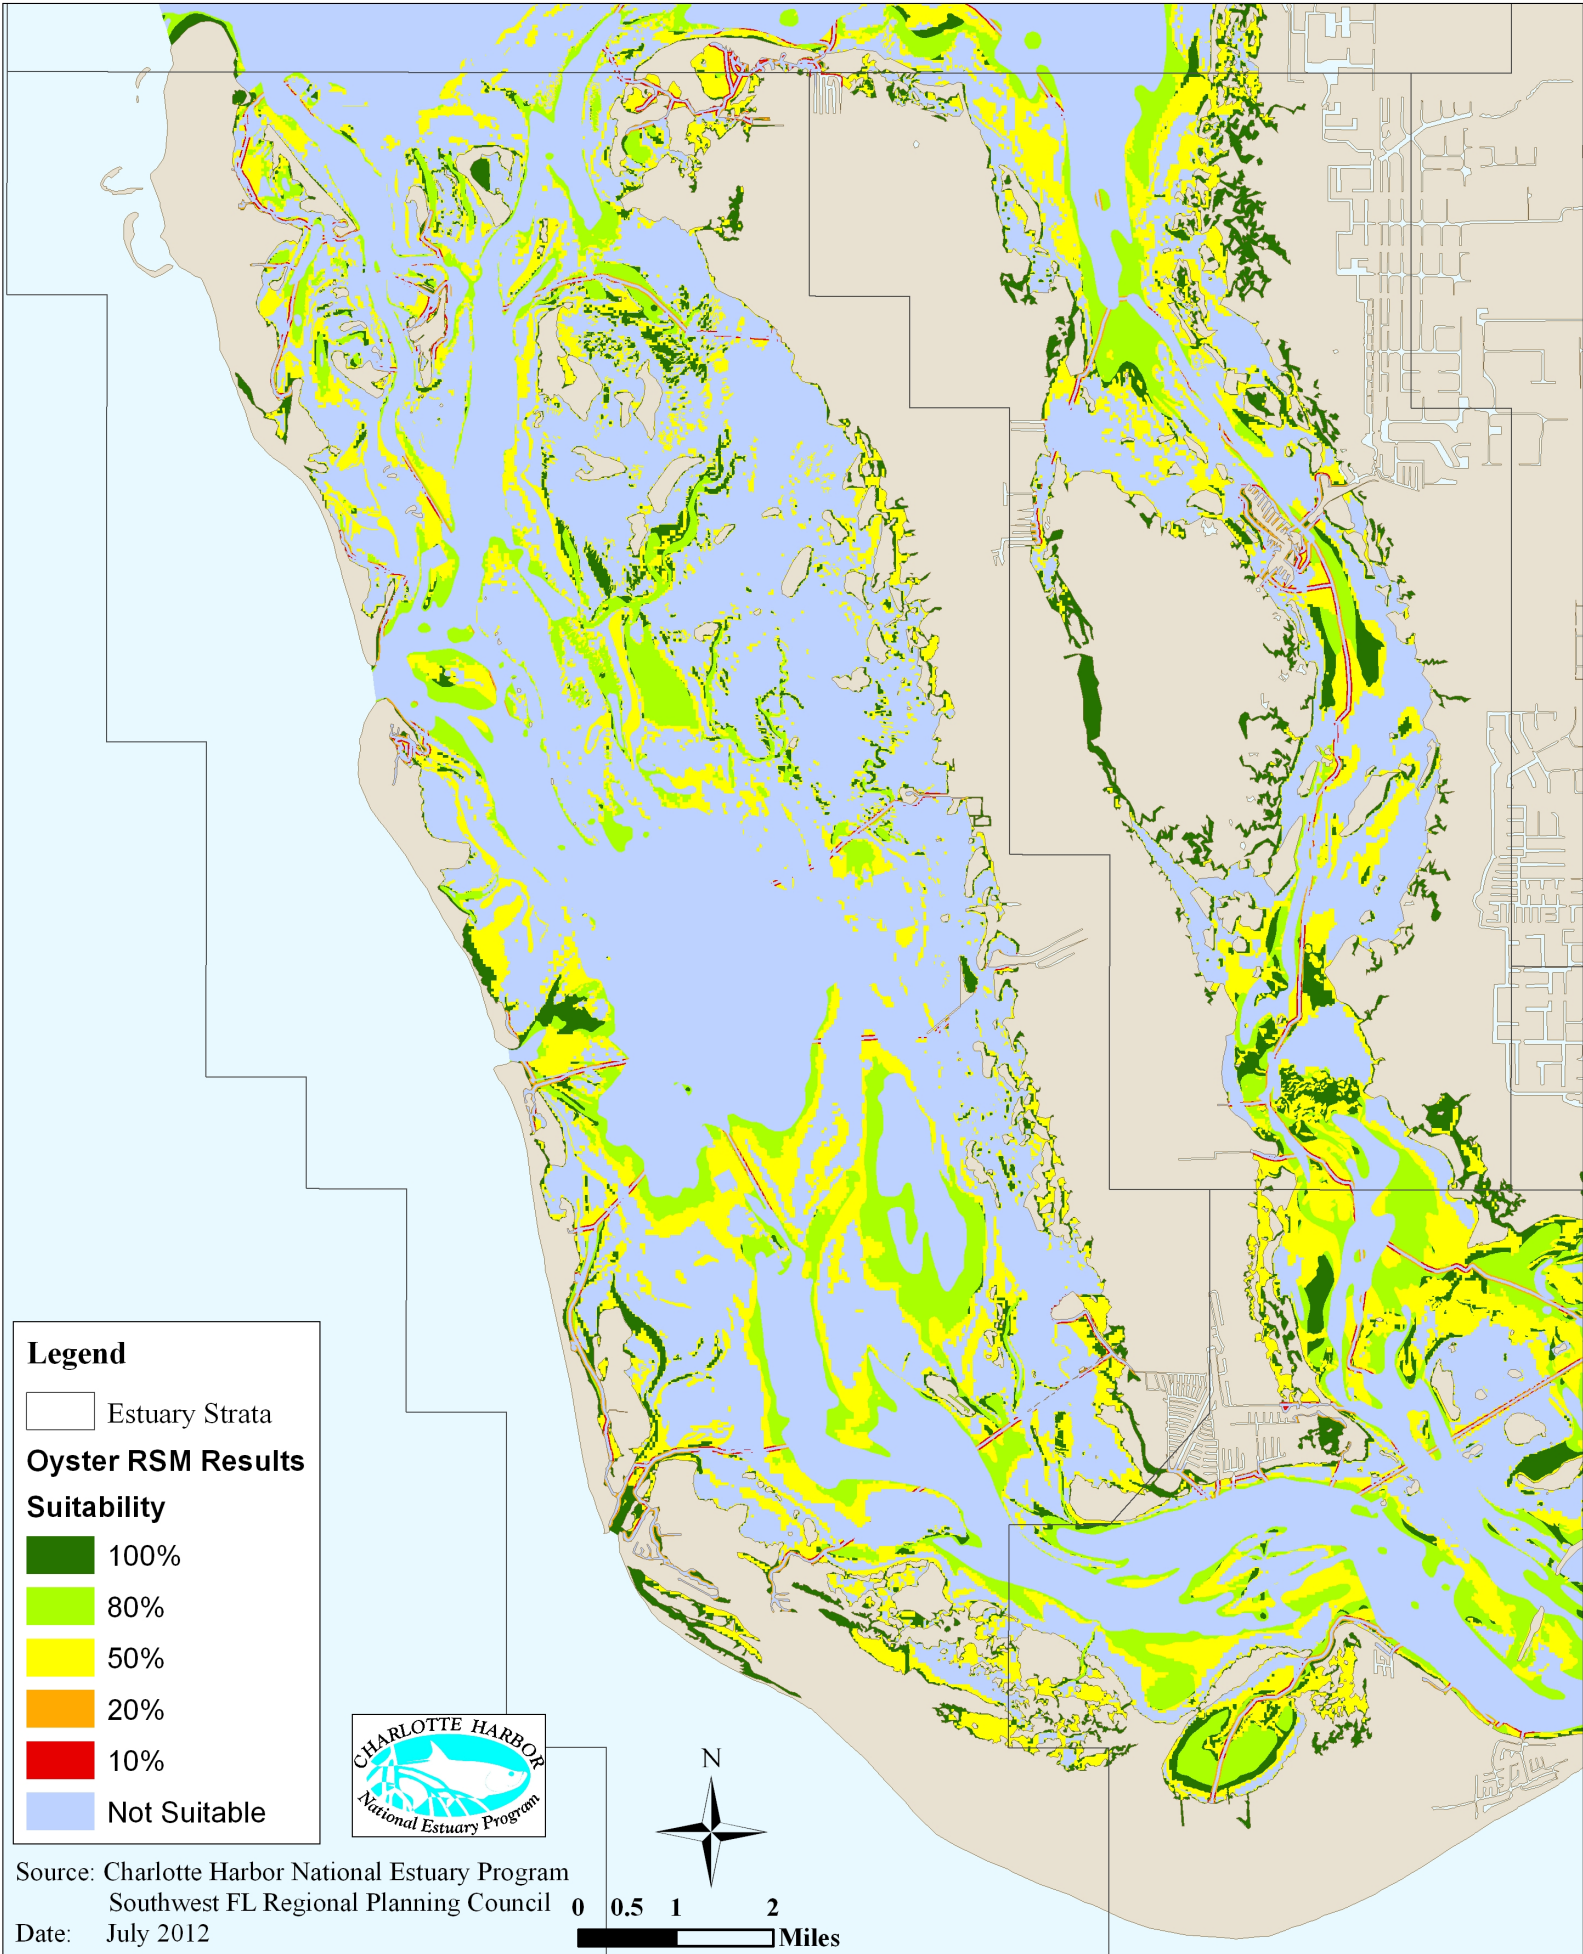 Legend
Estuary Strata
Oyster RSM Results
Suitability
100%
80%
50%
20%
10%
Not Suitable
CHARLOTTE HARBOR
National Estuary Program
N
Source: Charlotte Harbor National Estuary Program
Southwest FL Regional Planning Council
Date: July 2012
0 0.5 1 2
Miles